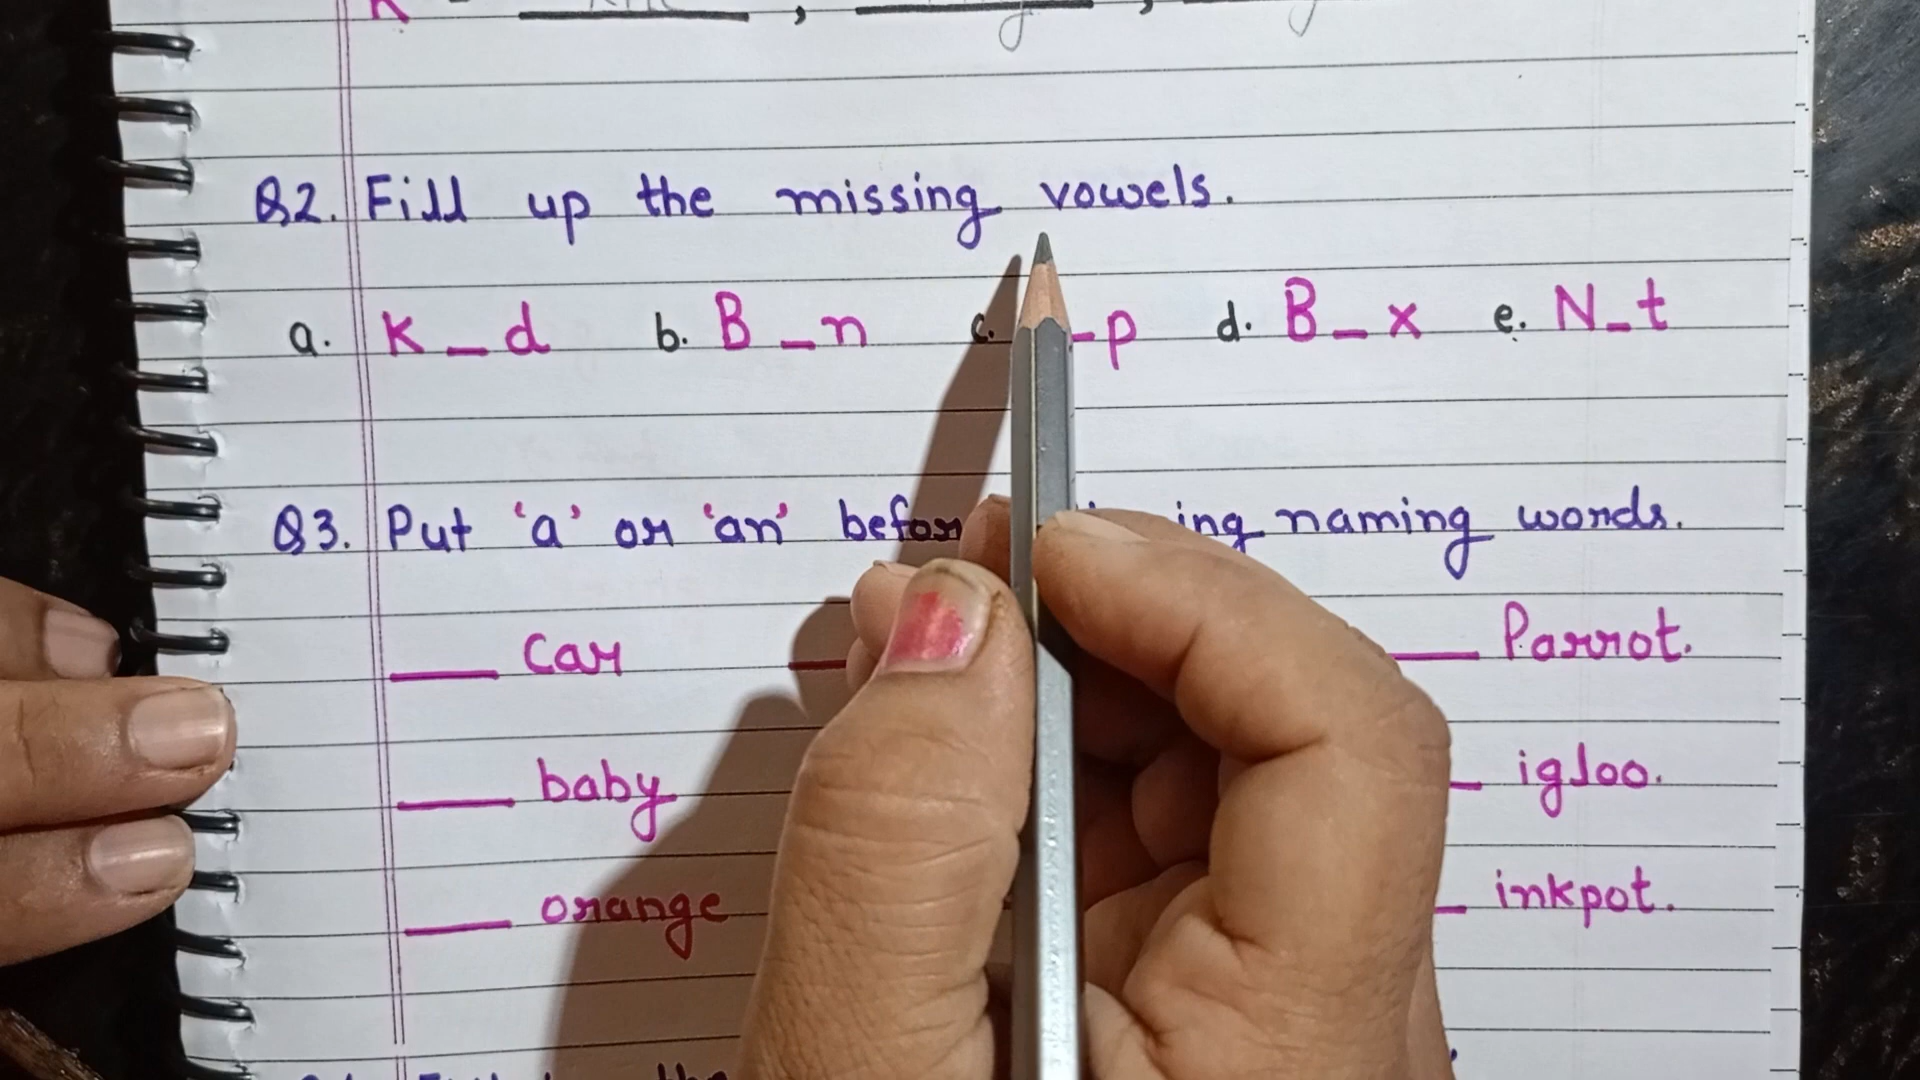 Q2. Fill up the missing vowels.
a. K_d b. B_n c. _p d. B_x e. N_t
Q3. Put 'a' or 'an' naming words.
___ Car ___ Parrot.
___ baby _ igloo.
___ orange _ inkpot.